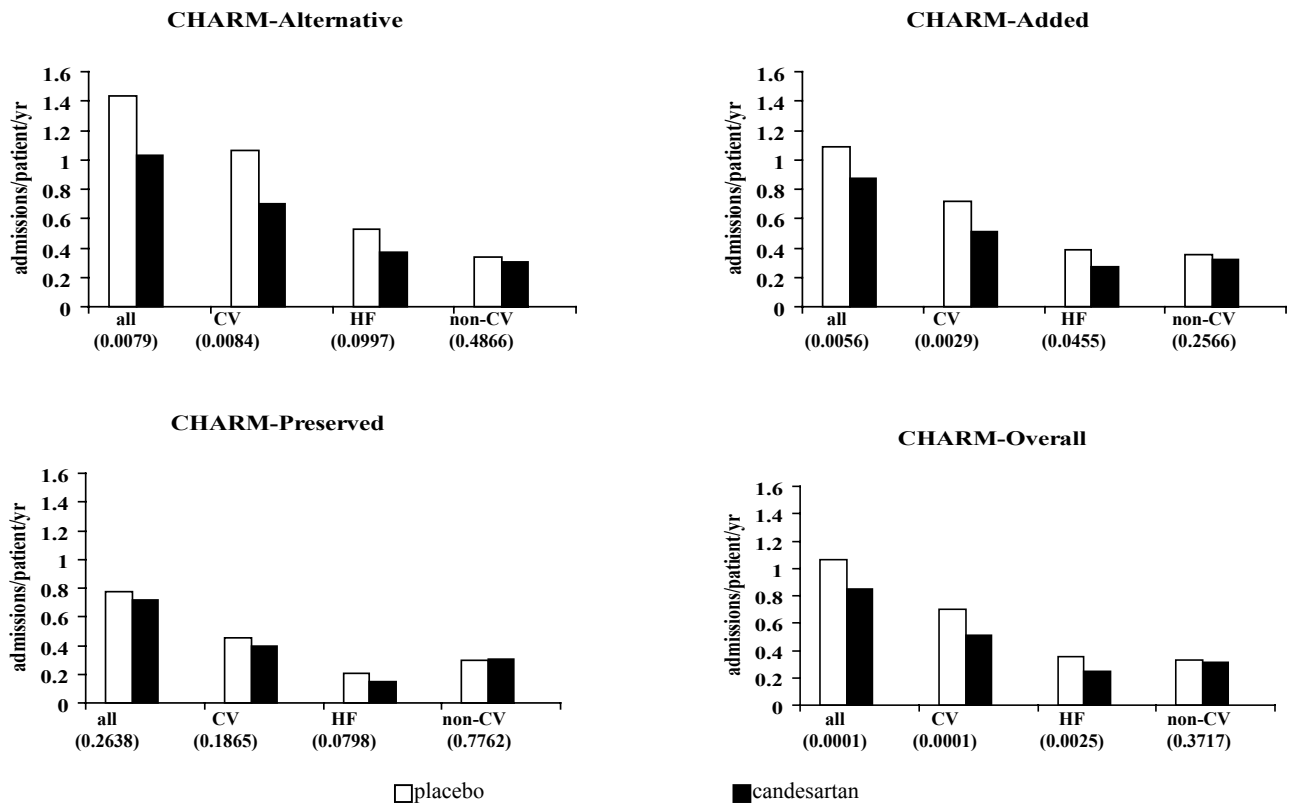 CHARM-Alternative
admissions/patient/yr
1.6
1.4
1.2
1
0.8
0.6
0.4
0.2
0
all CV HF non-CV
(0.0079) (0.0084) (0.0997) (0.4866)
CHARM-Added
admissions/patient/yr
1.6
1.4
1.2
1
0.8
0.6
0.4
0.2
0
all CV HF non-CV
(0.0056) (0.0029) (0.0455) (0.2566)
CHARM-Preserved
admissions/patient/yr
1.6
1.4
1.2
1
0.8
0.6
0.4
0.2
0
all CV HF non-CV
(0.2638) (0.1865) (0.0798) (0.7762)
CHARM-Overall
admissions/patient/yr
1.6
1.4
1.2
1
0.8
0.6
0.4
0.2
0
all CV HF non-CV
(0.0001) (0.0001) (0.0025) (0.3717)
placebo candesartan